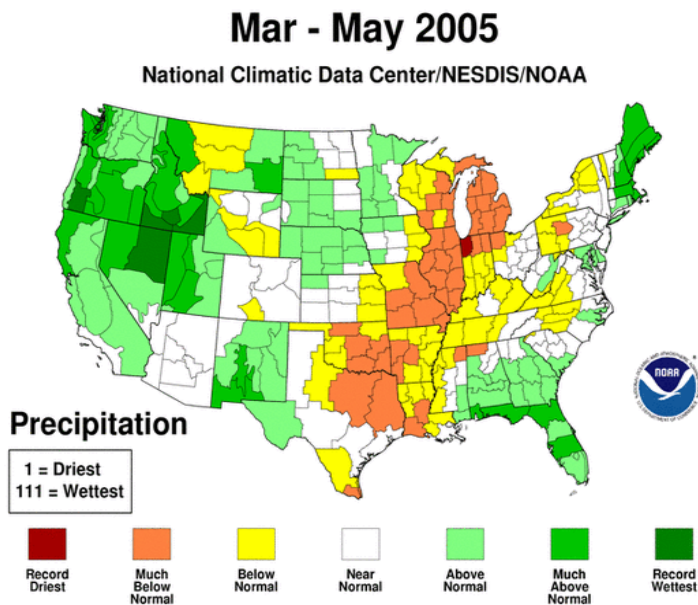 Mar - May 2005
National Climatic Data Center/NESDIS/NOAA
NOAA
Precipitation
1 = Driest
111 = Wettest
Record
Driest
Much
Below
Normal
Below
Normal
Near
Normal
Above
Normal
Much
Above
Normal
Record
Wettest